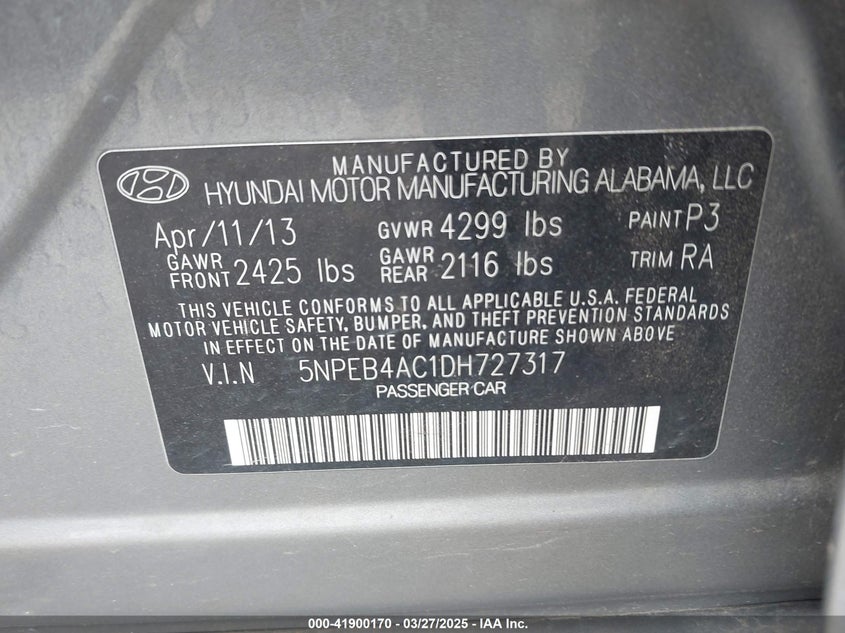 MANUFACTURED BY
HYUNDAI MOTOR MANUFACTURING ALABAMA, LLC
Apr/11/13 GVWR 4299 lbs PAINT P3
GAWR FRONT 2425 lbs GAWR REAR 2116 lbs TRIM RA
THIS VEHICLE CONFORMS TO ALL APPLICABLE U.S.A. FEDERAL
MOTOR VEHICLE SAFETY, BUMPER, AND THEFT PREVENTION STANDARDS
IN EFFECT ON THE DATE OF MANUFACTURE SHOWN ABOVE
V.I.N 5NPEB4AC1DH727317
PASSENGER CAR
000-41900170 | 03/27/2025 | IAA Inc.